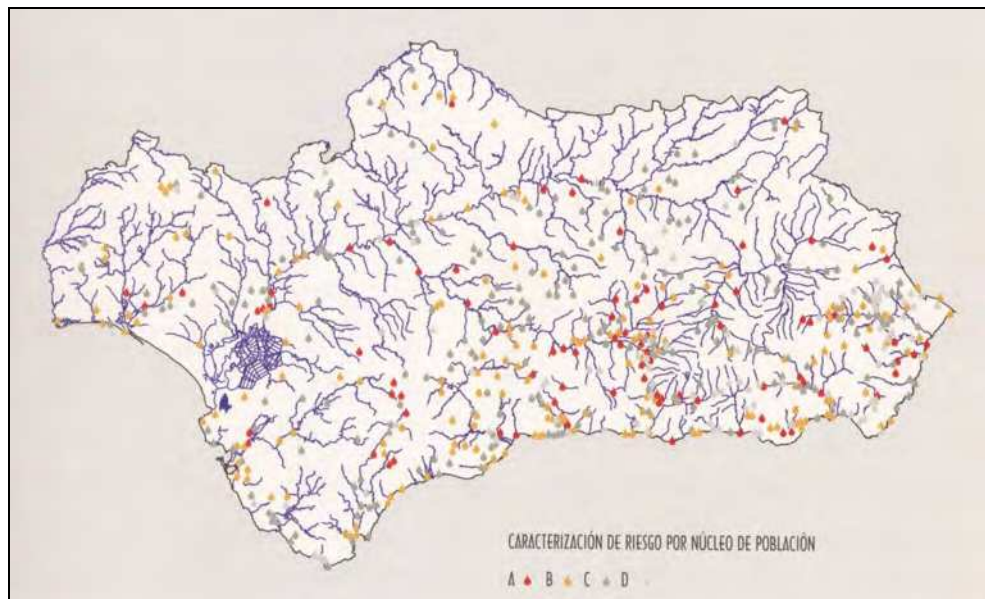 CARACTERIZACIÓN DE RIESGO POR NÚCLEO DE POBLACIÓN
A B C D